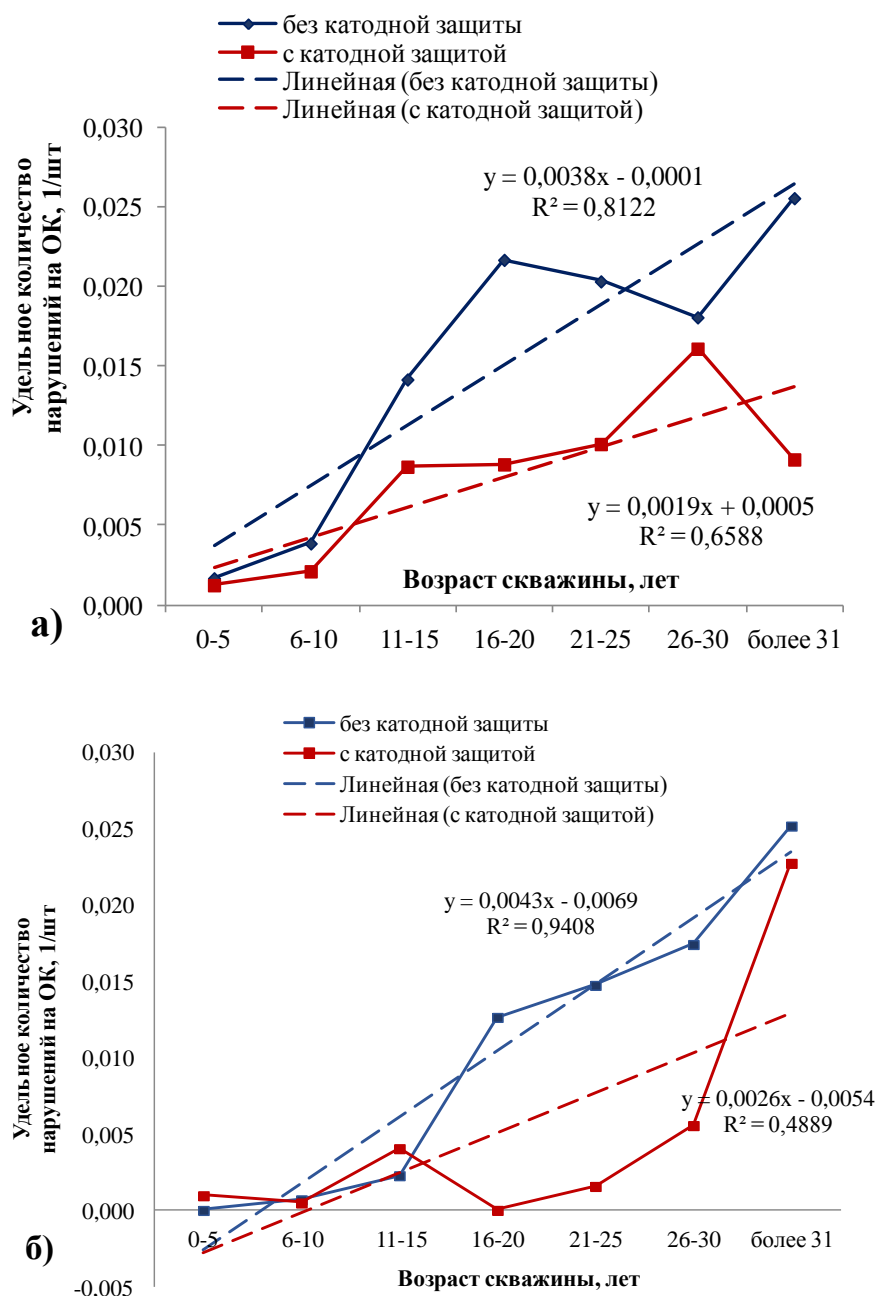 без катодной защиты
с катодной защитой
Линейная (без катодной защиты)
Линейная (с катодной защитой)
Удельное количество
нарушений на ОК, 1/шт
0,030
0,025
0,020
0,015
0,010
0,005
0,000
y = 0,0038x - 0,0001
R² = 0,8122
y = 0,0019x + 0,0005
R² = 0,6588
Возраст скважины, лет
0-5 6-10 11-15 16-20 21-25 26-30 более 31
а)
без катодной защиты
с катодной защитой
Линейная (без катодной защиты)
Линейная (с катодной защитой)
Удельное количество
нарушений на ОК, 1/шт
0,030
0,025
0,020
0,015
0,010
0,005
0,000
-0,005
y = 0,0043x - 0,0069
R² = 0,9408
y = 0,0026x - 0,0054
R² = 0,4889
0-5 6-10 11-15 16-20 21-25 26-30 более 31
б)
Возраст скважины, лет